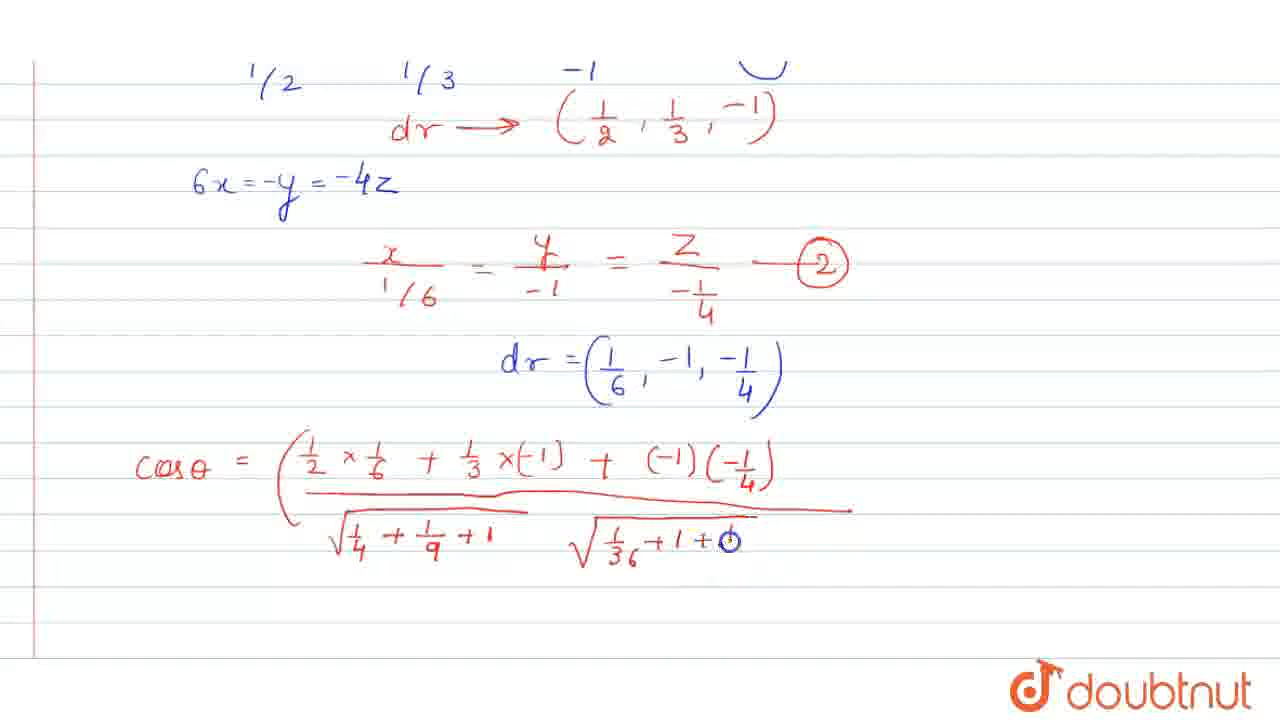 1/2 1/3 -1
dr → (1/2, 1/3, -1)
6x = -y = -4z
x/(1/6) = y/-1 = z/(-1/4) — 2
dr = (1/6, -1, -1/4)
cosθ = (1/2 × 1/6 + 1/3 × (-1) + (-1)(-1/4)
√(1/4 + 1/9 + 1) √(1/36 + 1 +
doubtnut